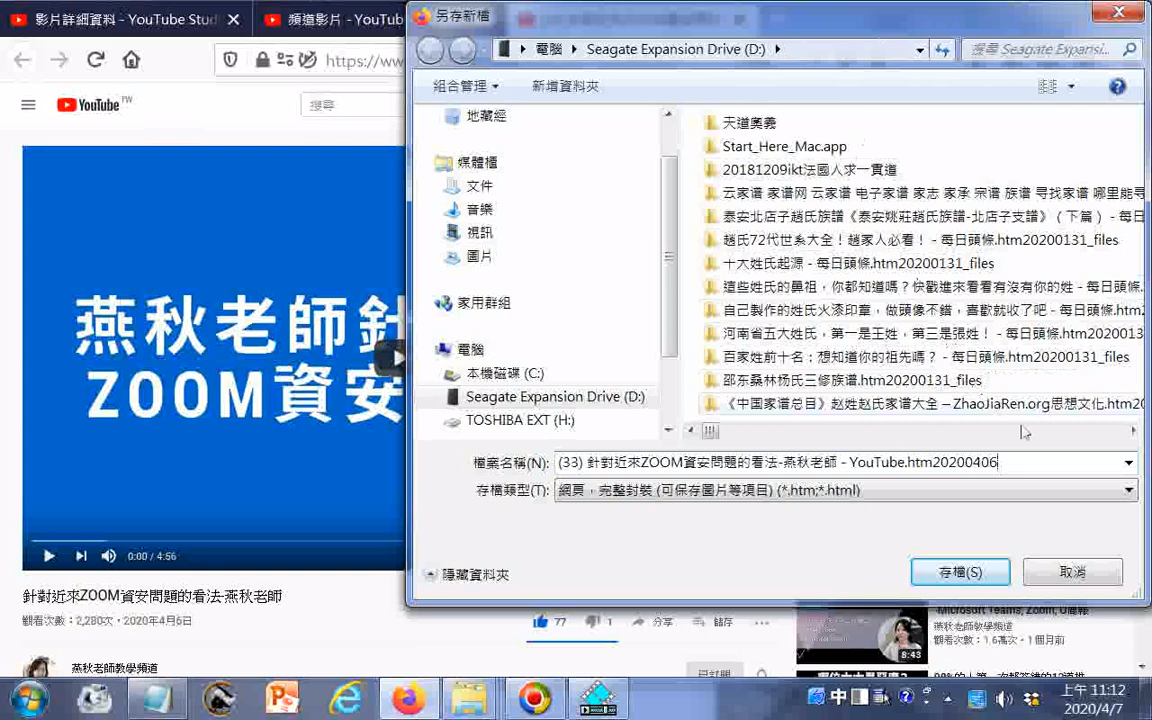 影片詳細資料 - YouTube Stud
頻道影片 - YouTub
另存新檔
電腦
Seagate Expansion Drive (D:)
搜尋 Seagate Expansi...
組合管理
新增資料夾
https://ww
YouTube TW
搜尋
地藏經
媒體櫃
文件
音樂
視訊
圖片
家用群組
電腦
本機磁碟 (C:)
Seagate Expansion Drive (D:)
TOSHIBA EXT (H:)
天道奧義
Start_Here_Mac.app
20181209ikt法國人求一貫道
云家谱 家谱网 云家谱 电子家谱 家志 家承 宗谱 族谱 寻找家谱 哪里能寻
泰安北店子趙氏族譜《泰安姚莊趙氏族譜-北店子支譜》（下篇） - 每日
趙氏72代世系大全！趙家人必看！ - 每日頭條.htm20200131_files
十大姓氏起源 - 每日頭條.htm20200131_files
這些姓氏的鼻祖，你都知道嗎？快戳進來看看有沒有你的姓 - 每日頭條.
自己製作的姓氏火漆印章，做頭像不錯，喜歡就收了吧 - 每日頭條.htm2
河南省五大姓氏，第一是王姓，第三是張姓！ - 每日頭條.htm2020013
百家姓前十名：想知道你的祖先嗎？ - 每日頭條.htm20200131_files
邵东桑林杨氏三修族谱.htm20200131_files
《中国家谱总目》赵姓赵氏家谱大全 – ZhaoJiaRen.org思想文化.htm20
檔案名稱(N):
(33) 針對近來ZOOM資安問題的看法-燕秋老師 - YouTube.htm20200406
存檔類型(T):
網頁，完整封裝 (可保存圖片等項目) (*.htm;*.html)
隱藏資料夾
存檔(S)
取消
燕秋老師針
ZOOM資安
0:00 / 4:56
針對近來ZOOM資安問題的看法-燕秋老師
觀看次數：2,280次・2020年4月6日
77
1
分享
儲存
燕秋老師教學頻道
已訂閱
8:43
Microsoft Teams, Zoom, U簡報
燕秋老師教學頻道
觀看次數：1.6萬次・1個月前
中
上午 11:12
2020/4/7